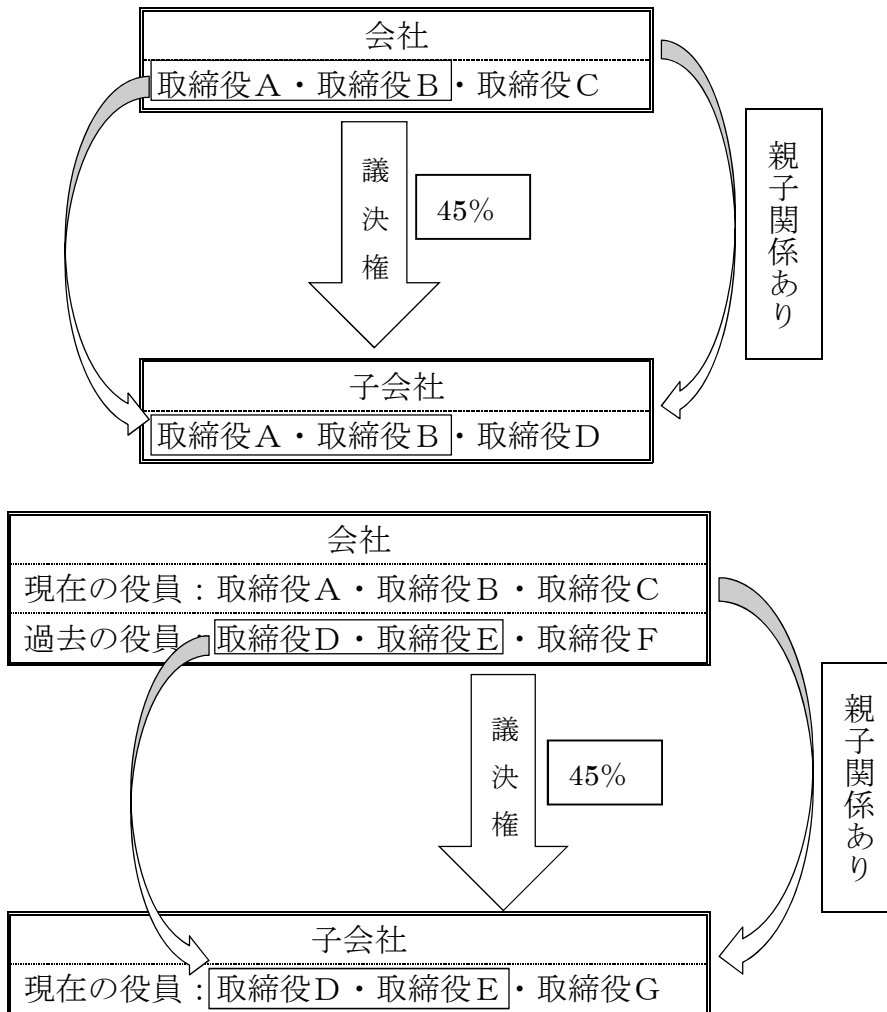 会社
取締役A・取締役B・取締役C
議決権
45%
親子関係あり
子会社
取締役A・取締役B・取締役D
会社
現在の役員:取締役A・取締役B・取締役C
過去の役員:取締役D・取締役E・取締役F
議決権
45%
親子関係あり
子会社
現在の役員:取締役D・取締役E・取締役G